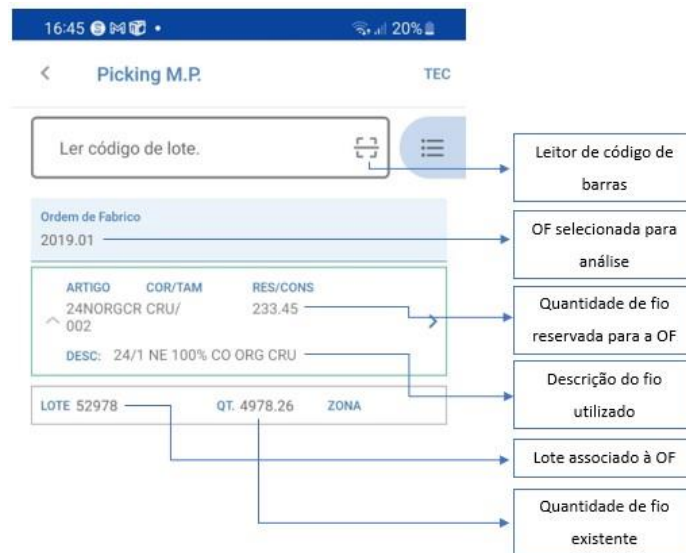 16:45
20%
Picking M.P.
TEC
Ler código de lote.
Ordem de Fabrico
2019.01
ARTIGO COR/TAM RES/CONS
24NORGCR CRU/ 233.45
002
DESC: 24/1 NE 100% CO ORG CRU
LOTE 52978 QT. 4978.26 ZONA
Leitor de código de
barras
OF selecionada para
análise
Quantidade de fio
reservada para a OF
Descrição do fio
utilizado
Lote associado à OF
Quantidade de fio
existente